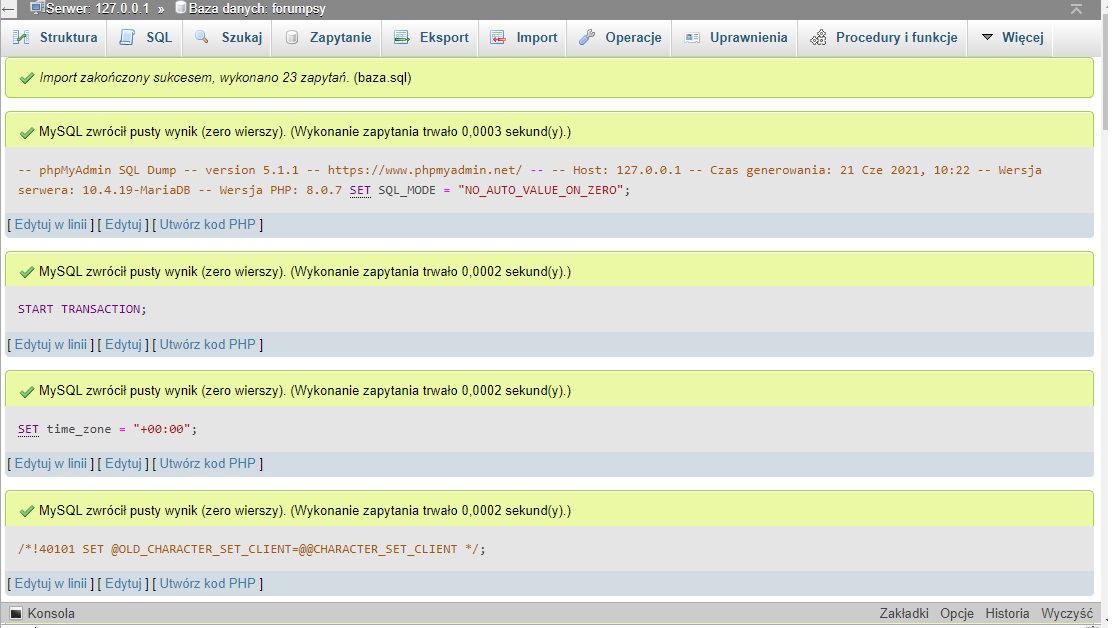 Serwer: 127.0.0.1 » Baza danych: forumpsy
Struktura SQL Szukaj Zapytanie Eksport Import Operacje Uprawnienia Procedury i funkcje Więcej
Import zakończony sukcesem, wykonano 23 zapytań. (baza.sql)
MySQL zwrócił pusty wynik (zero wierszy). (Wykonanie zapytania trwało 0,0003 sekund(y).)
-- phpMyAdmin SQL Dump -- version 5.1.1 -- https://www.phpmyadmin.net/ -- -- Host: 127.0.0.1 -- Czas generowania: 21 Cze 2021, 10:22 -- Wersja
serwera: 10.4.19-MariaDB -- Wersja PHP: 8.0.7 SET SQL_MODE = "NO_AUTO_VALUE_ON_ZERO";
[ Edytuj w linii ] [ Edytuj ] [ Utwórz kod PHP ]
MySQL zwrócił pusty wynik (zero wierszy). (Wykonanie zapytania trwało 0,0002 sekund(y).)
START TRANSACTION;
[ Edytuj w linii ] [ Edytuj ] [ Utwórz kod PHP ]
MySQL zwrócił pusty wynik (zero wierszy). (Wykonanie zapytania trwało 0,0002 sekund(y).)
SET time_zone = "+00:00";
[ Edytuj w linii ] [ Edytuj ] [ Utwórz kod PHP ]
MySQL zwrócił pusty wynik (zero wierszy). (Wykonanie zapytania trwało 0,0002 sekund(y).)
/*!40101 SET @OLD_CHARACTER_SET_CLIENT=@@CHARACTER_SET_CLIENT */;
[ Edytuj w linii ] [ Edytuj ] [ Utwórz kod PHP ]
Konsola Zakładki Opcje Historia Wyczyść